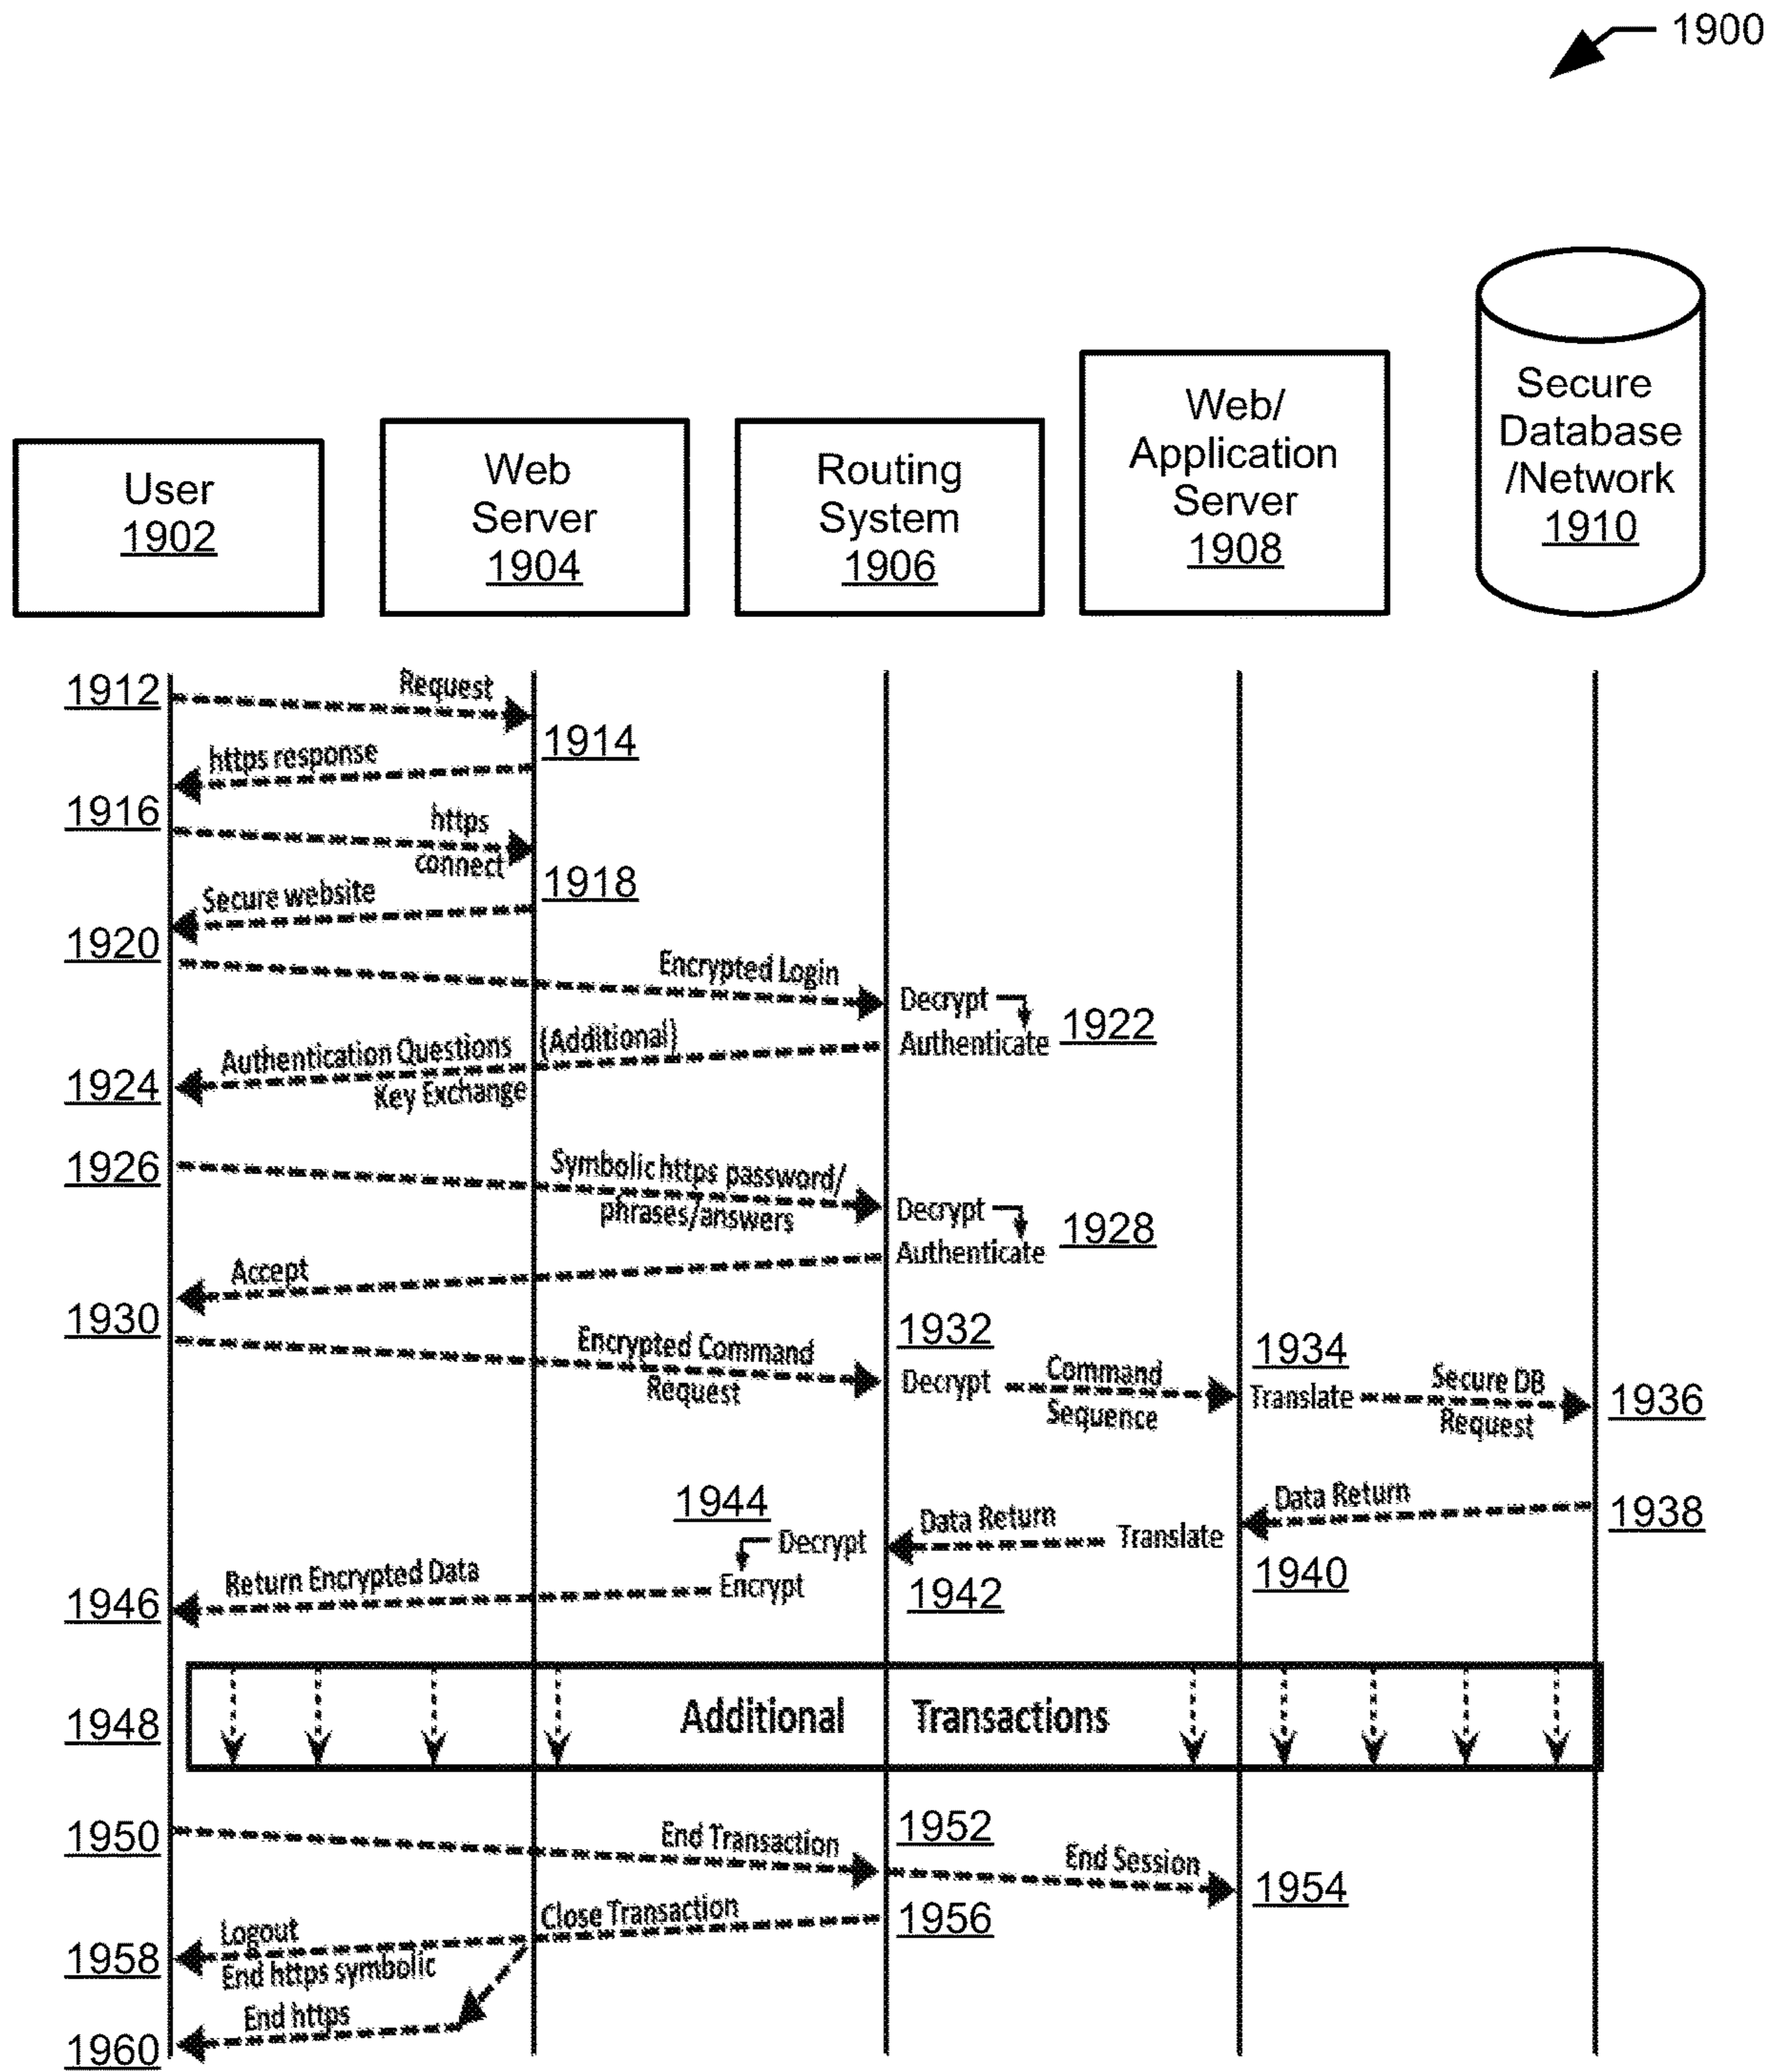 1900
User
1902
Web
Server
1904
Routing
System
1906
Web/
Application
Server
1908
Secure
Database
/Network
1910
1912
Request
1914
https response
1916
https
connect
1918
Secure website
1920
Encrypted Login
Decrypt
1922
Authenticate
Authentication Questions (Additional)
Key Exchange
1924
1926
Symbolic https password/
phrases/answers
Decrypt
1928
Authenticate
Accept
1930
Encrypted Command
Request
1932
Decrypt
Command
Sequence
1934
Translate
Secure DB
Request
1936
1938
Data Return
1940
Translate
Data Return
1942
1944
Decrypt
Encrypt
Return Encrypted Data
1946
1948
Additional Transactions
1950
End Transaction
1952
End Session
1954
1956
Close Transaction
Logout
End https symbolic
1958
End https
1960